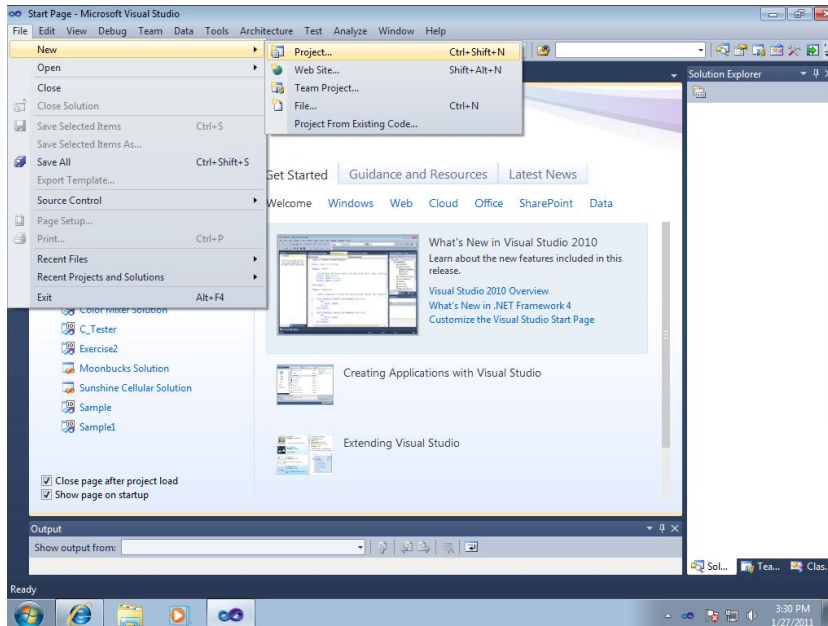 Start Page - Microsoft Visual Studio
File Edit View Debug Team Data Tools Architecture Test Analyze Window Help
New
Project... Ctrl+Shift+N
Open
Web Site... Shift+Alt+N
Close
Team Project...
Close Solution
File... Ctrl+N
Project From Existing Code...
Save Selected Items Ctrl+S
Save Selected Items As...
Save All Ctrl+Shift+S
Export Template...
Source Control
Page Setup...
Print... Ctrl+P
Recent Files
Recent Projects and Solutions
Exit Alt+F4
Solution Explorer
Get Started Guidance and Resources Latest News
Welcome Windows Web Cloud Office SharePoint Data
What's New in Visual Studio 2010
Learn about the new features included in this
release.
Visual Studio 2010 Overview
What's New in .NET Framework 4
Customize the Visual Studio Start Page
Creating Applications with Visual Studio
Extending Visual Studio
Color Mixer Solution
C_Tester
Exercise2
Moonbucks Solution
Sunshine Cellular Solution
Sample
Sample1
Close page after project load
Show page on startup
Output
Show output from:
Sol... Tea... Clas...
Ready
3:30 PM
1/27/2011